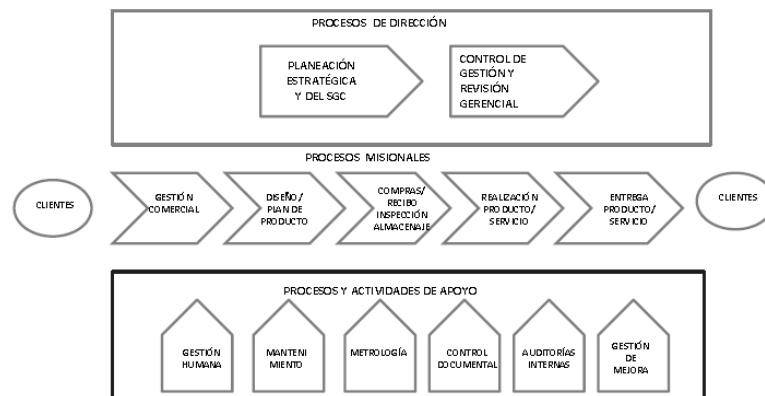 PROCESOS DE DIRECCIÓN
PLANEACIÓN
ESTRATÉGICA
Y DEL SGC
CONTROL DE
GESTIÓN Y
REVISIÓN
GERENCIAL
PROCESOS MISIONALES
CLIENTES
GESTIÓN
COMERCIAL
DISEÑO/
PLAN DE
PRODUCTO
COMPRAS/
RECIBO
INSPECCIÓN
ALMACENAJE
REALIZACIÓN
PRODUCTO/
SERVICIO
ENTREGA
PRODUCTO/
SERVICIO
CLIENTES
PROCESOS Y ACTIVIDADES DE APOYO
GESTIÓN
HUMANA
MANTENI
MIENTO
METROLOGÍA
CONTROL
DOCUMENTAL
AUDITORÍAS
INTERNAS
GESTIÓN
DE
MEJORA